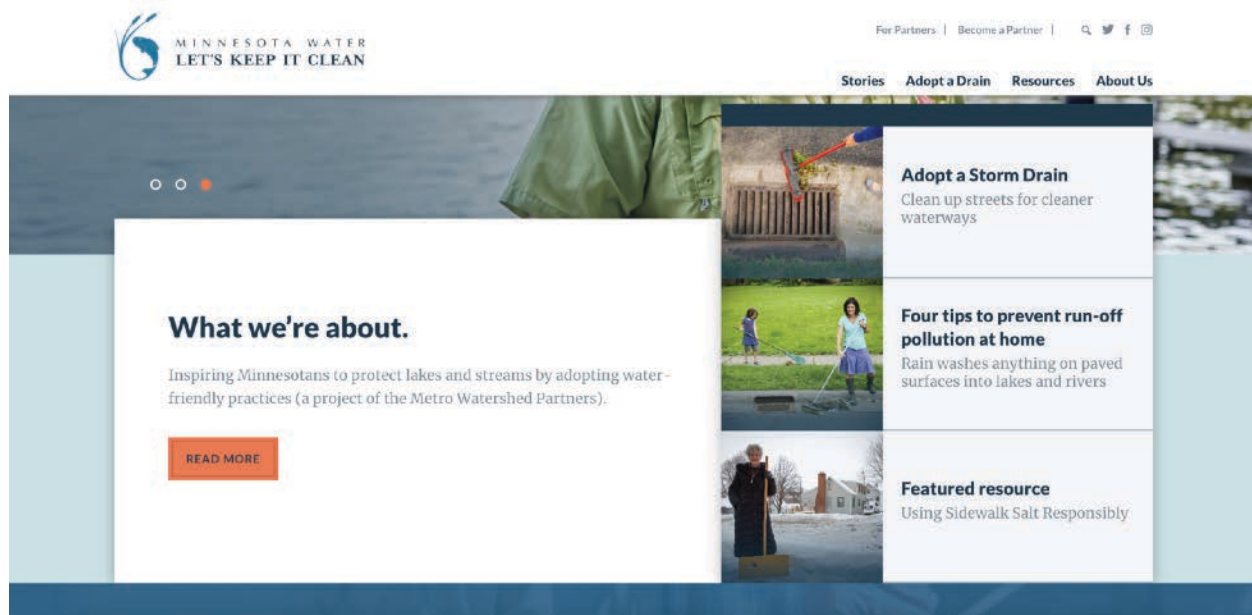 MINNESOTA WATER
LET'S KEEP IT CLEAN
For Partners | Become a Partner |
Stories Adopt a Drain Resources About Us
What we're about.
Inspiring Minnesotans to protect lakes and streams by adopting water-
friendly practices (a project of the Metro Watershed Partners).
READ MORE
Adopt a Storm Drain
Clean up streets for cleaner
waterways
Four tips to prevent run-off
pollution at home
Rain washes anything on paved
surfaces into lakes and rivers
Featured resource
Using Sidewalk Salt Responsibly